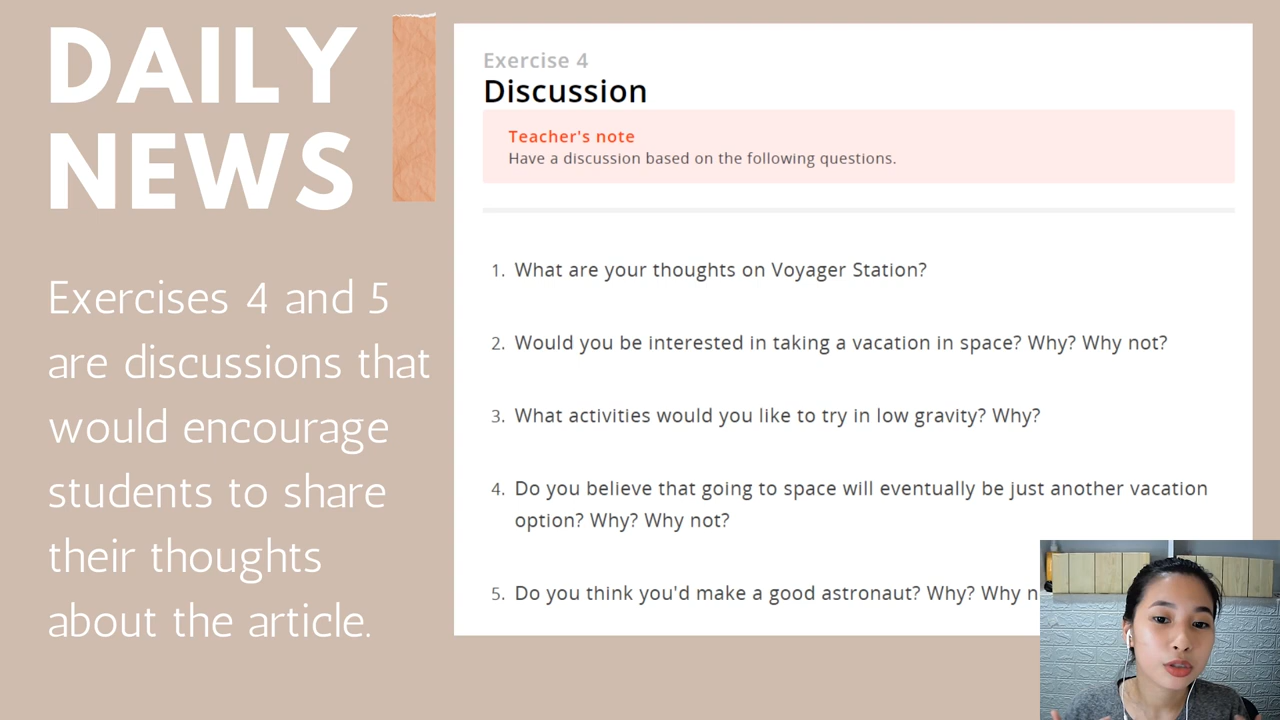 DAILY
NEWS
Exercises 4 and 5
are discussions that
would encourage
students to share
their thoughts
about the article.
Exercise 4
Discussion
Teacher's note
Have a discussion based on the following questions.
1. What are your thoughts on Voyager Station?
2. Would you be interested in taking a vacation in space? Why? Why not?
3. What activities would you like to try in low gravity? Why?
4. Do you believe that going to space will eventually be just another vacation
option? Why? Why not?
5. Do you think you'd make a good astronaut? Why? Why